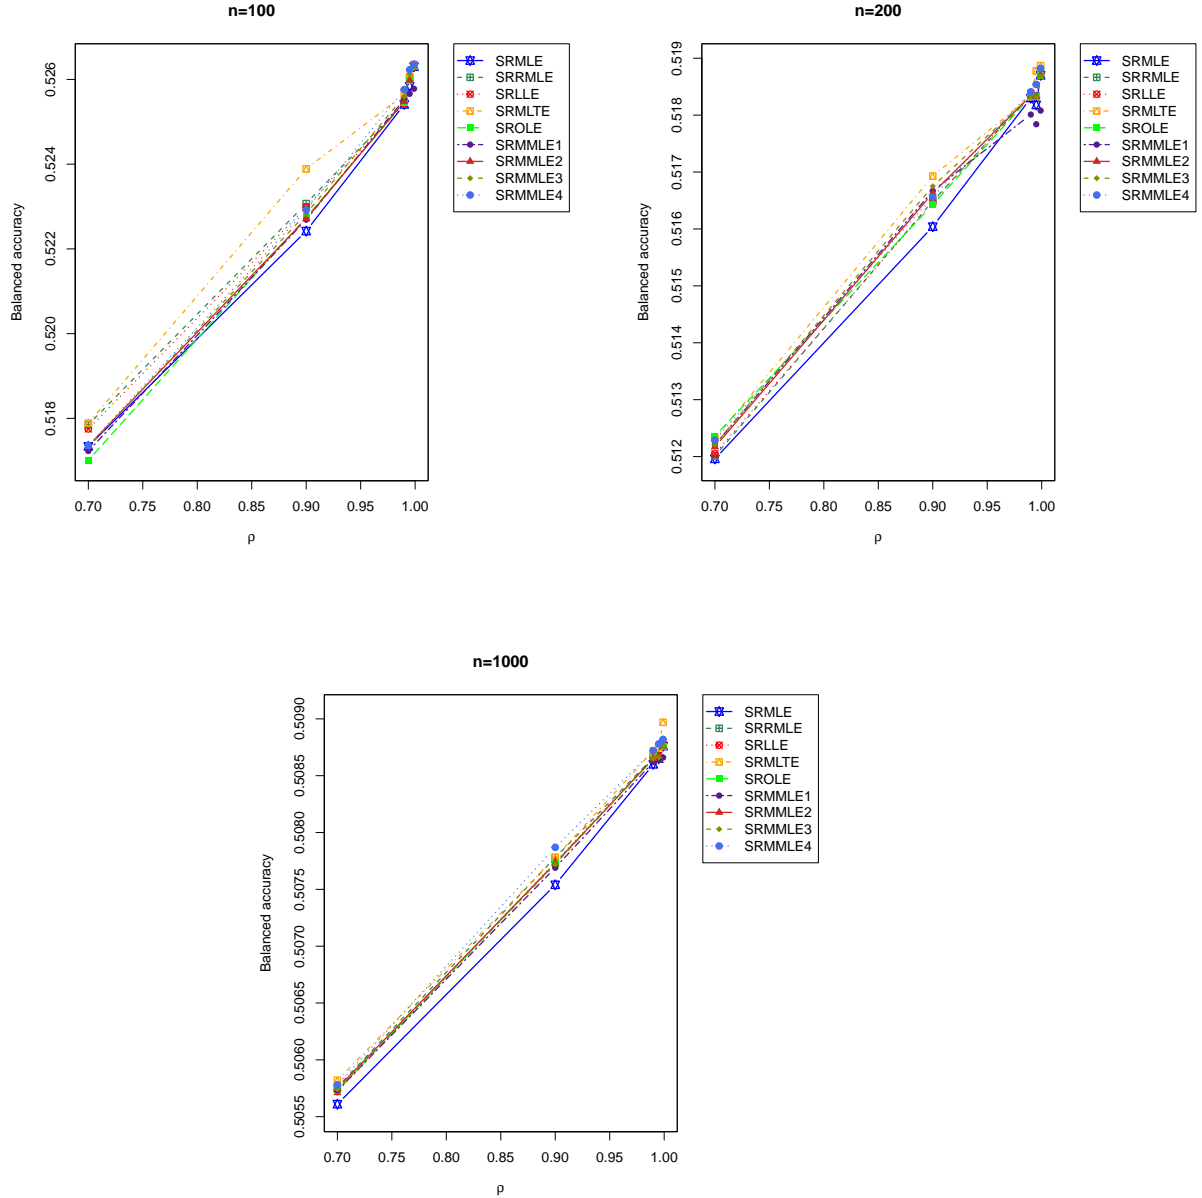 n=100
Balanced accuracy
0.518
0.520
0.522
0.524
0.526
0.70
0.75
0.80
0.85
0.90
0.95
1.00
ρ
SRMLE
SRRMLE
SRLLE
SRMLTE
SROLE
SRMMLE1
SRMMLE2
SRMMLE3
SRMMLE4
n=200
Balanced accuracy
0.512
0.513
0.514
0.515
0.516
0.517
0.518
0.519
0.70
0.75
0.80
0.85
0.90
0.95
1.00
ρ
SRMLE
SRRMLE
SRLLE
SRMLTE
SROLE
SRMMLE1
SRMMLE2
SRMMLE3
SRMMLE4
n=1000
Balanced accuracy
0.5055
0.5060
0.5065
0.5070
0.5075
0.5080
0.5085
0.5090
0.70
0.75
0.80
0.85
0.90
0.95
1.00
ρ
SRMLE
SRRMLE
SRLLE
SRMLTE
SROLE
SRMMLE1
SRMMLE2
SRMMLE3
SRMMLE4